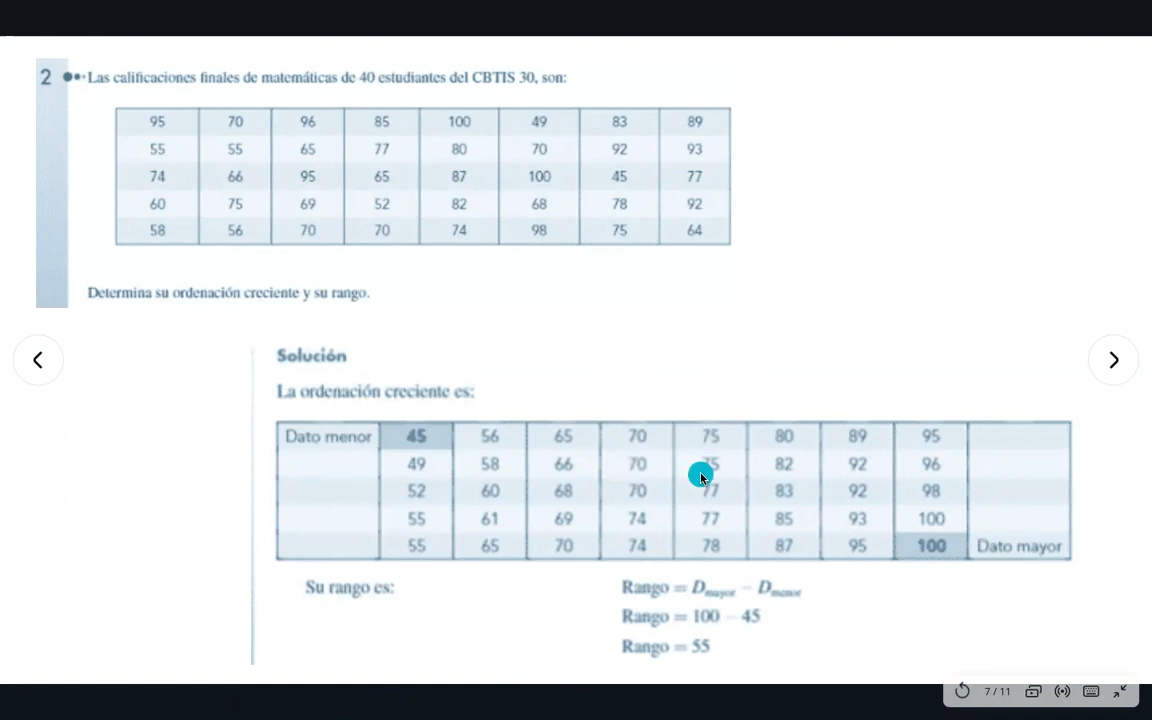 2 Las calificaciones finales de matemáticas de 40 estudiantes del CBTIS 30, son:
95 70 96 85 100 49 83 89
55 55 65 77 80 70 92 93
74 66 95 65 87 100 45 77
60 75 69 52 82 68 78 92
58 56 70 70 74 98 75 64
Determina su ordenación creciente y su rango.
Solución
La ordenación creciente es:
Dato menor 45 56 65 70 75 80 89 95
49 58 66 70 75 82 92 96
52 60 68 70 77 83 92 98
55 61 69 74 77 85 93 100
55 65 70 74 78 87 95 100 Dato mayor
Su rango es: Rango = Dmayor − Dmenor
Rango = 100 − 45
Rango = 55
7 / 11